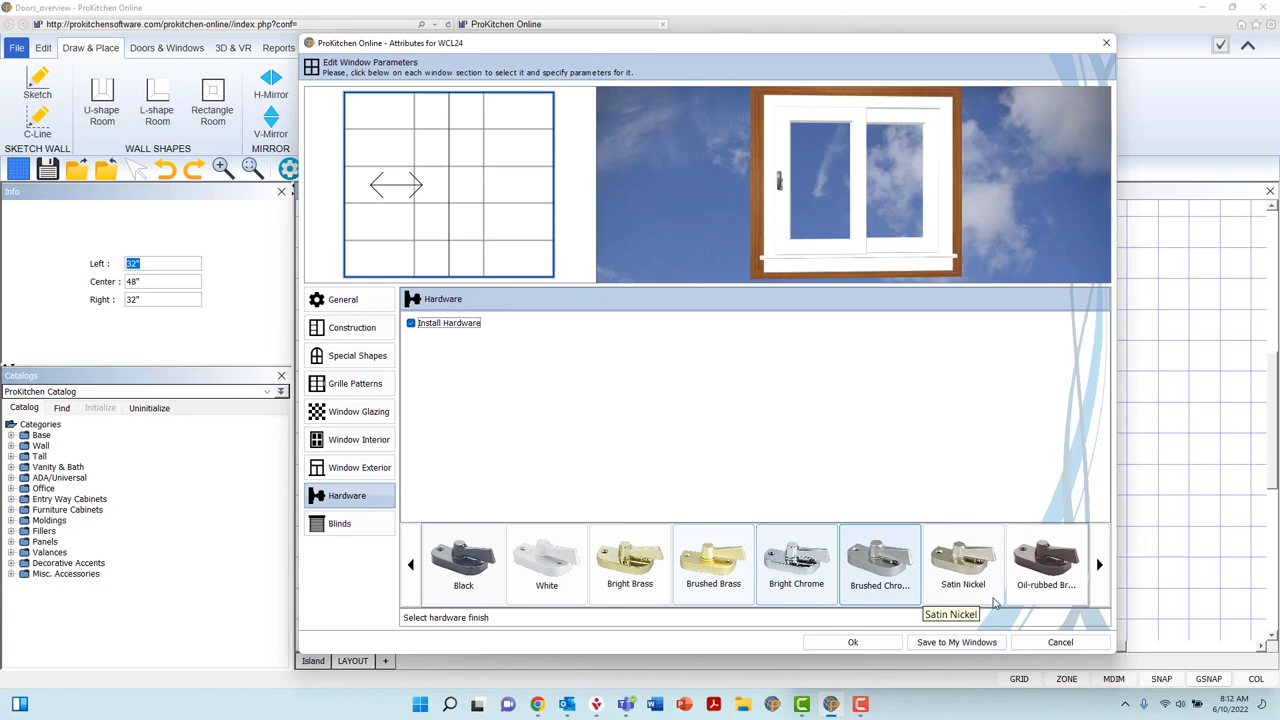 Doors_overview - ProKitchen Online
http://prokitchensoftware.com/prokitchen-online//index.php?conf=
ProKitchen Online
File
Edit
Draw & Place
Doors & Windows
3D & VR
Reports
Sketch
U-shape Room
L-shape Room
Rectangle Room
H-Mirror
C-Line
V-Mirror
SKETCH WALL
WALL SHAPES
MIRROR
Info
Left : 32"
Center : 48"
Right : 32"
Catalogs
ProKitchen Catalog
Catalog
Find
Initialize
Uninitialize
Categories
Base
Wall
Tall
Vanity & Bath
ADA/Universal
Office
Entry Way Cabinets
Furniture Cabinets
Moldings
Fillers
Panels
Valances
Decorative Accents
Misc. Accessories
ProKitchen Online - Attributes for WCL24
Edit Window Parameters
Please, click below on each window section to select it and specify parameters for it.
General
Construction
Special Shapes
Grille Patterns
Window Glazing
Window Interior
Window Exterior
Hardware
Blinds
Hardware
Install Hardware
Black
White
Bright Brass
Brushed Brass
Bright Chrome
Brushed Chro...
Satin Nickel
Oil-rubbed Br...
Satin Nickel
Select hardware finish
Ok
Save to My Windows
Cancel
Island
LAYOUT
+
GRID
ZONE
MDIM
SNAP
GSNAP
COL
8:12 AM
6/10/2022